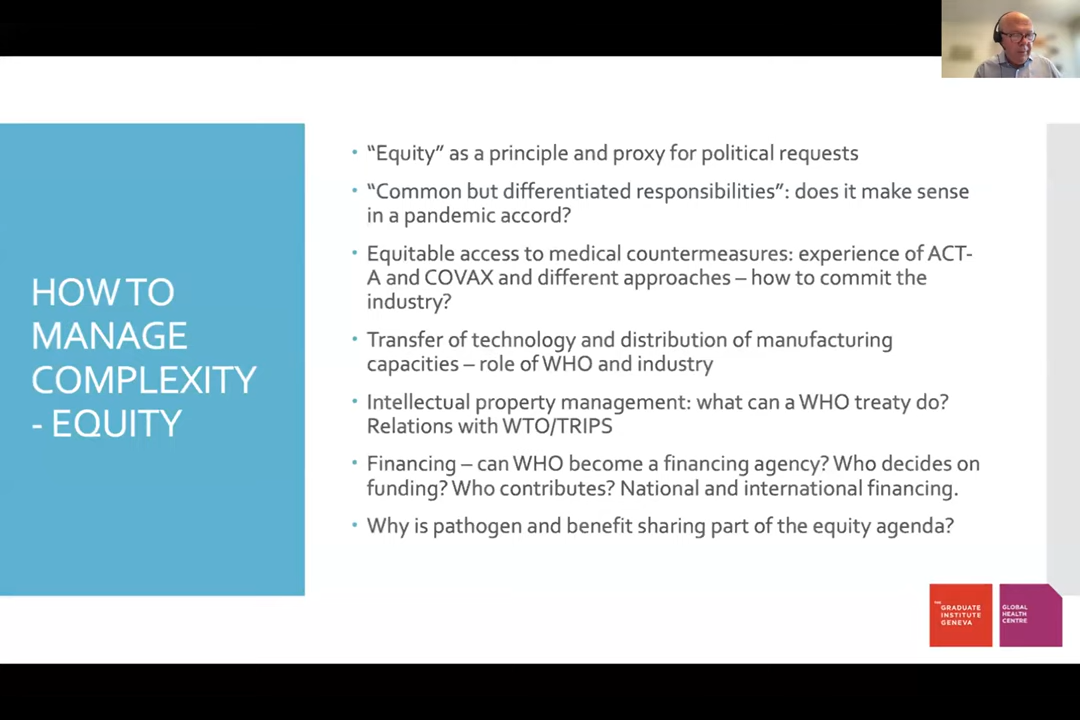 HOW TO
MANAGE
COMPLEXITY
- EQUITY
• “Equity” as a principle and proxy for political requests
• “Common but differentiated responsibilities”: does it make sense
in a pandemic accord?
• Equitable access to medical countermeasures: experience of ACT-
A and COVAX and different approaches – how to commit the
industry?
• Transfer of technology and distribution of manufacturing
capacities – role of WHO and industry
• Intellectual property management: what can a WHO treaty do?
Relations with WTO/TRIPS
• Financing – can WHO become a financing agency? Who decides on
funding? Who contributes? National and international financing.
• Why is pathogen and benefit sharing part of the equity agenda?
THE
GRADUATE
INSTITUTE
GENEVA
GLOBAL
HEALTH
CENTRE